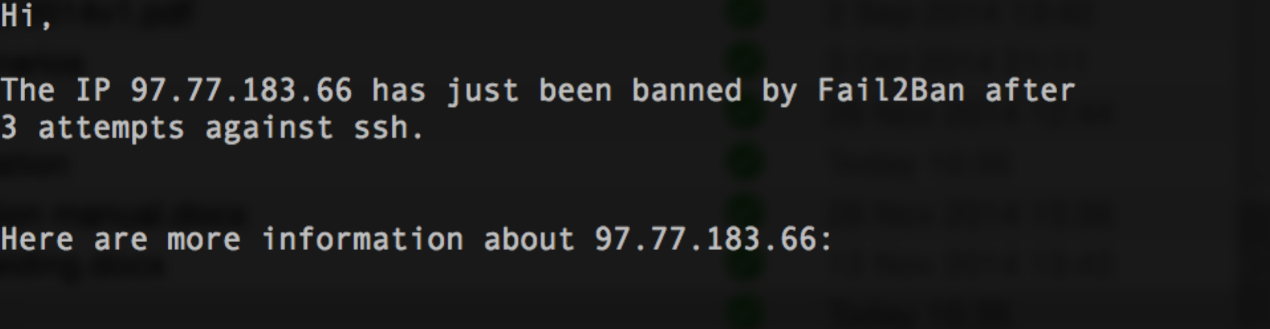 Hi,
The IP 97.77.183.66 has just been banned by Fail2Ban after
3 attempts against ssh.
Here are more information about 97.77.183.66: